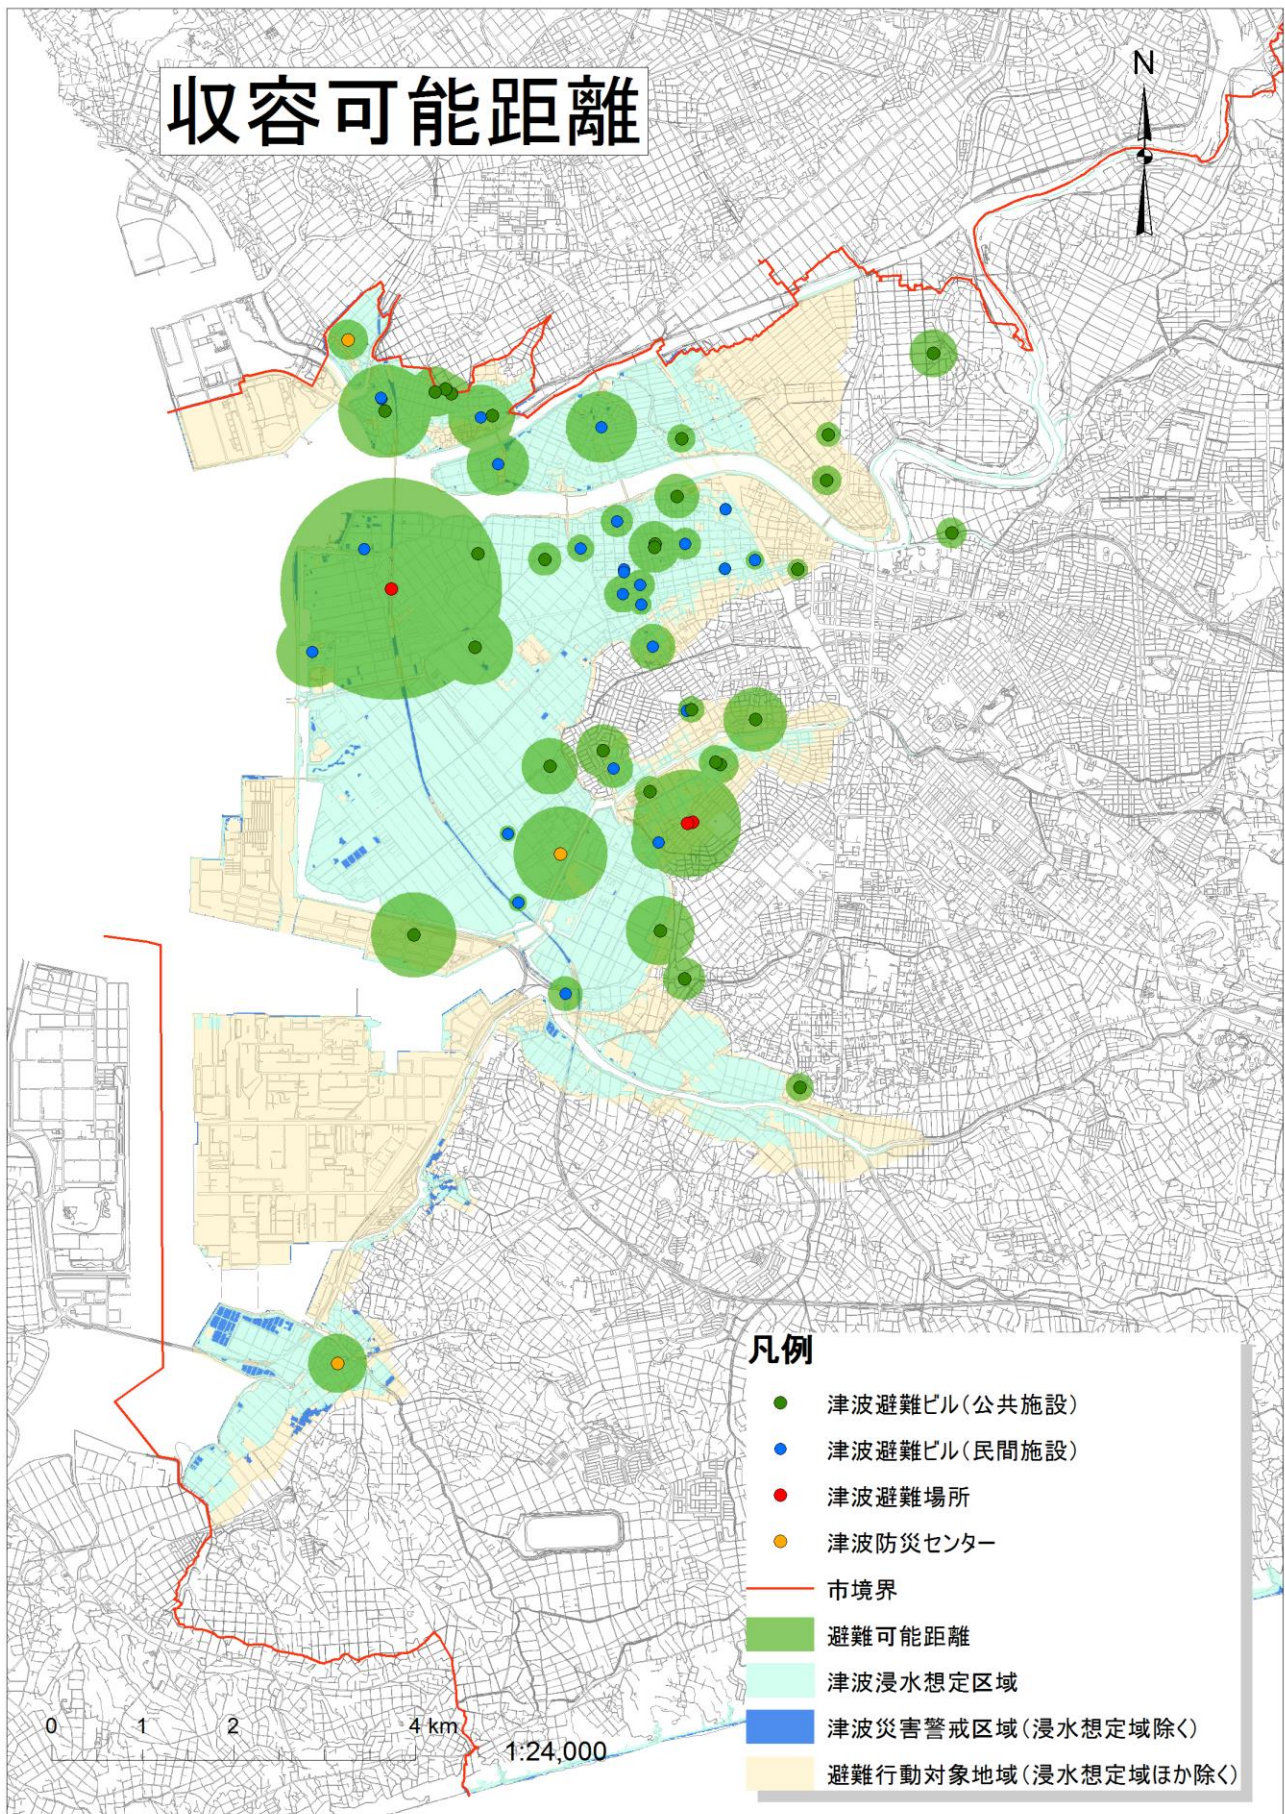 収容可能距離
N
凡例
津波避難ビル(公共施設)
津波避難ビル(民間施設)
津波避難場所
津波防災センター
市境界
避難可能距離
津波浸水想定区域
津波災害警戒区域(浸水想定域除く)
避難行動対象地域(浸水想定域ほか除く)
0 1 2 4 km
1:24,000